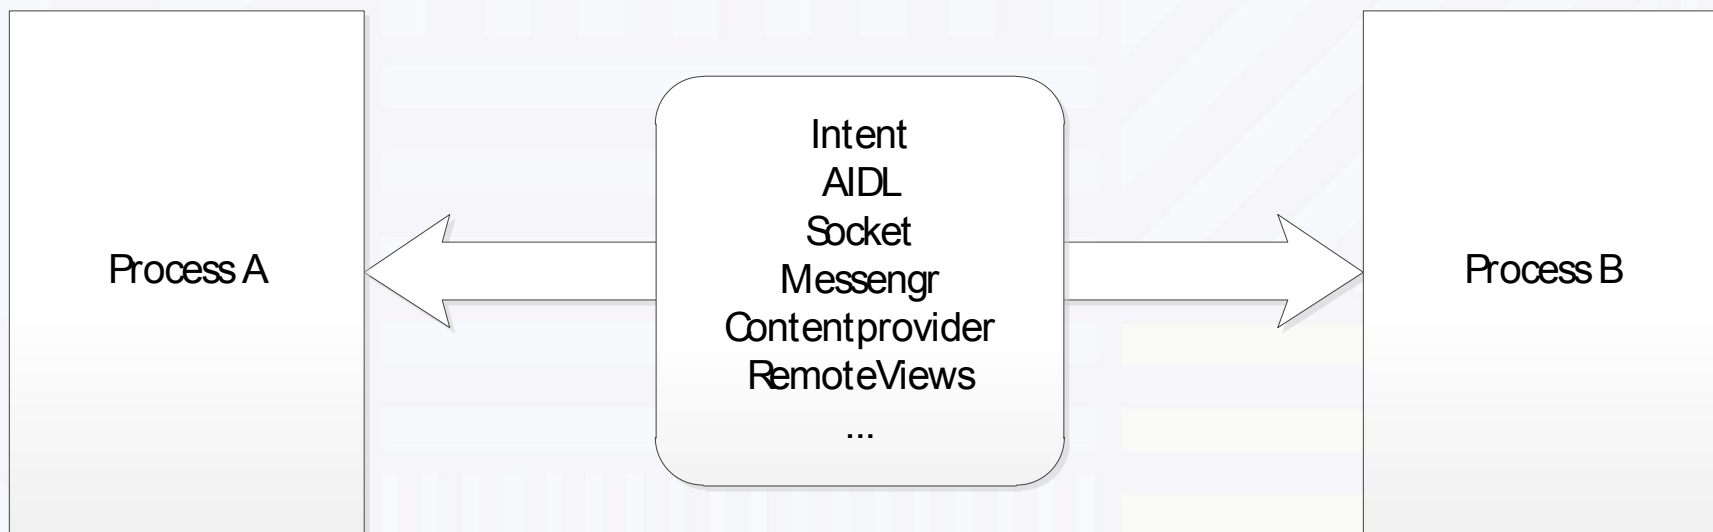 Process A
Intent
AIDL
Socket
Messengr
Contentprovider
RemoteViews
...
Process B